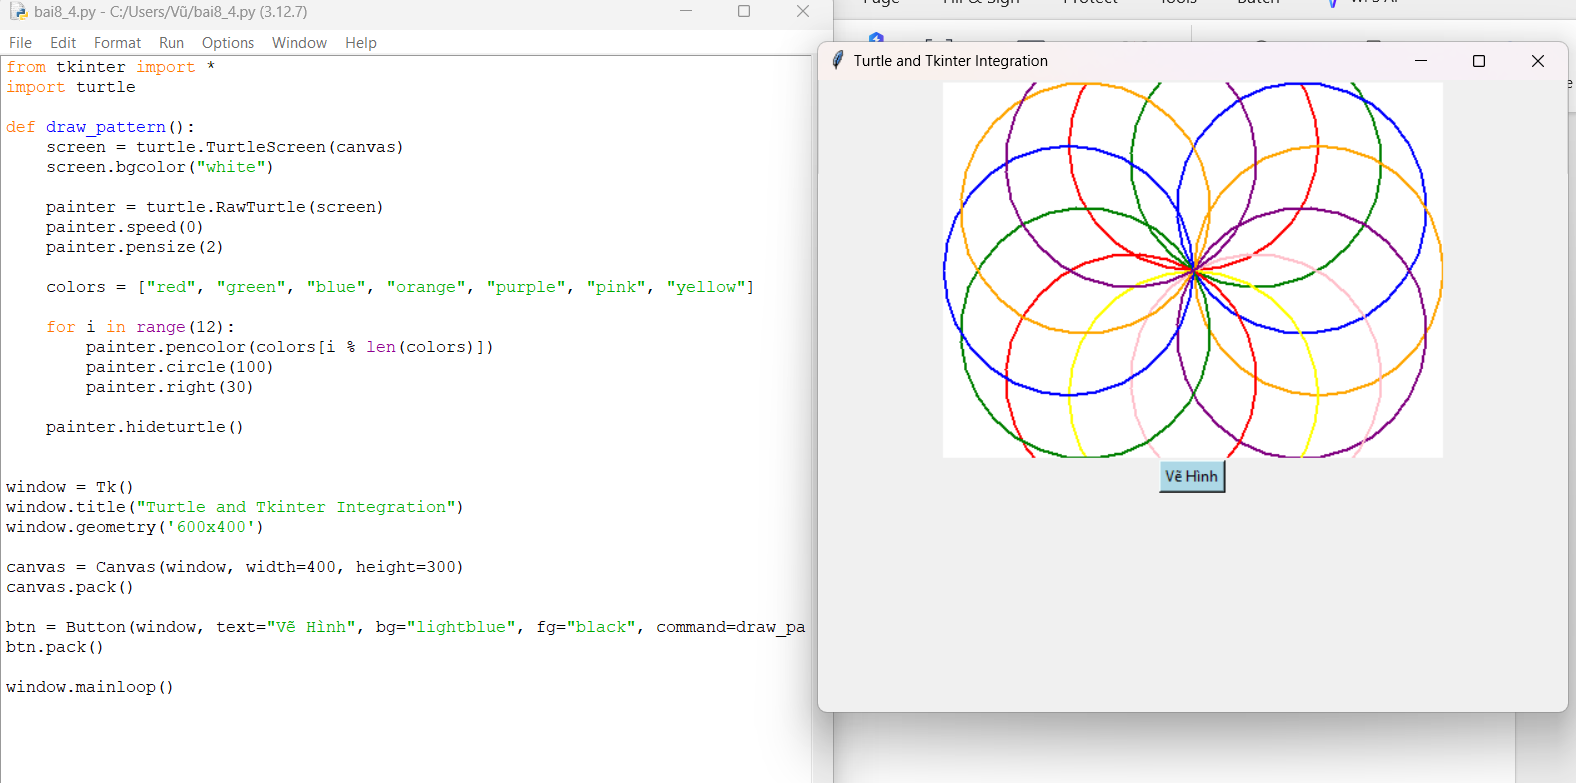 bai8_4.py - C:/Users/Vũ/bai8_4.py (3.12.7)
File Edit Format Run Options Window Help
from tkinter import *
import turtle
def draw_pattern():
screen = turtle.TurtleScreen(canvas)
screen.bgcolor("white")
painter = turtle.RawTurtle(screen)
painter.speed(0)
painter.pensize(2)
colors = ["red", "green", "blue", "orange", "purple", "pink", "yellow"]
for i in range(12):
painter.pencolor(colors[i % len(colors)])
painter.circle(100)
painter.right(30)
painter.hideturtle()
window = Tk()
window.title("Turtle and Tkinter Integration")
window.geometry('600x400')
canvas = Canvas(window, width=400, height=300)
canvas.pack()
btn = Button(window, text="Vẽ Hình", bg="lightblue", fg="black", command=draw_pa
btn.pack()
window.mainloop()
Turtle and Tkinter Integration
Vẽ Hình